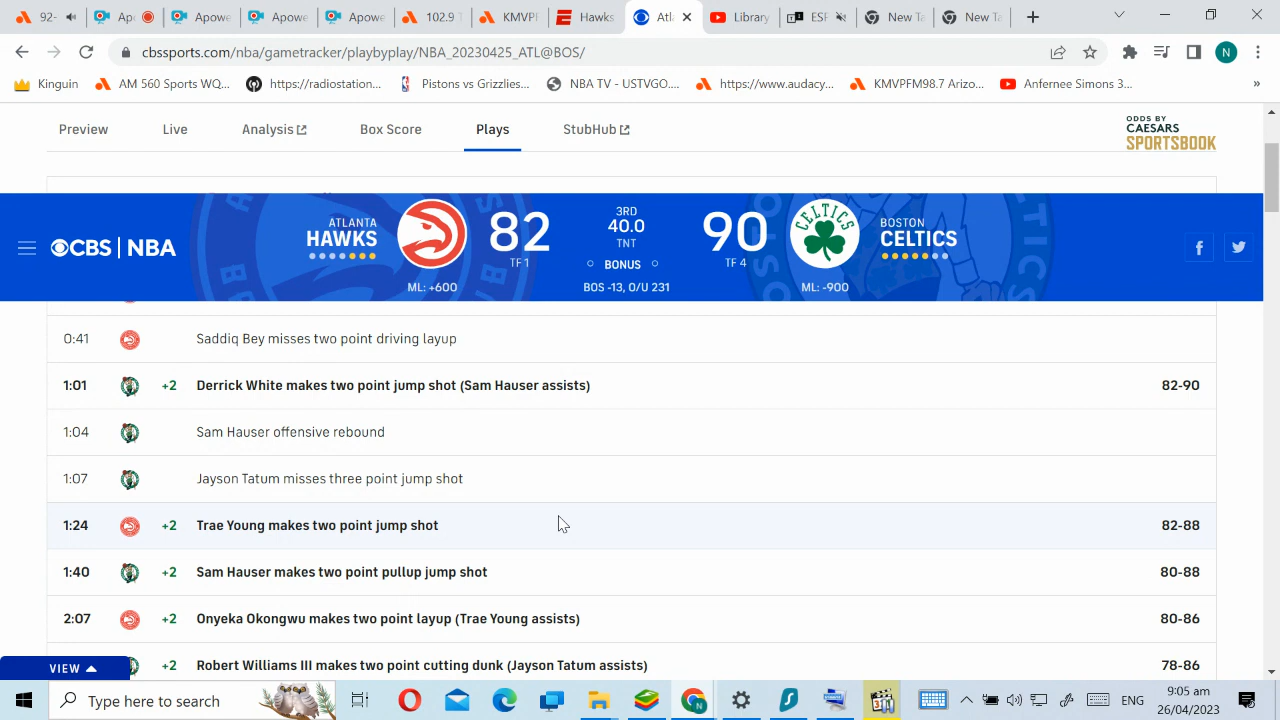 92-
Ap
Apowe
Apowe
Apowe
102.9 T
KMVPF
Hawks
Atl
Library
ESF
New Ta
New Ta
cbssports.com/nba/gametracker/playbyplay/NBA_20230425_ATL@BOS/
N
Kinguin
AM 560 Sports WQ...
https://radiostation...
Pistons vs Grizzlies...
NBA TV - USTVGO....
https://www.audacy...
KMVPFM98.7 Arizo...
Anfernee Simons 3...
»
Preview
Live
Analysis
Box Score
Plays
StubHub
ODDS BY
CAESARS
SPORTSBOOK
CBS | NBA
ATLANTA
HAWKS
82
TF 1
ML: +600
3RD
40.0
TNT
BONUS
BOS -13, O/U 231
90
TF 4
CELTICS
BOSTON
CELTICS
ML: -900
0:41 Saddiq Bey misses two point driving layup
1:01 +2 Derrick White makes two point jump shot (Sam Hauser assists) 82-90
1:04 Sam Hauser offensive rebound
1:07 Jayson Tatum misses three point jump shot
1:24 +2 Trae Young makes two point jump shot 82-88
1:40 +2 Sam Hauser makes two point pullup jump shot 80-88
2:07 +2 Onyeka Okongwu makes two point layup (Trae Young assists) 80-86
+2 Robert Williams III makes two point cutting dunk (Jayson Tatum assists) 78-86
VIEW
Type here to search
ENG
9:05 am
26/04/2023